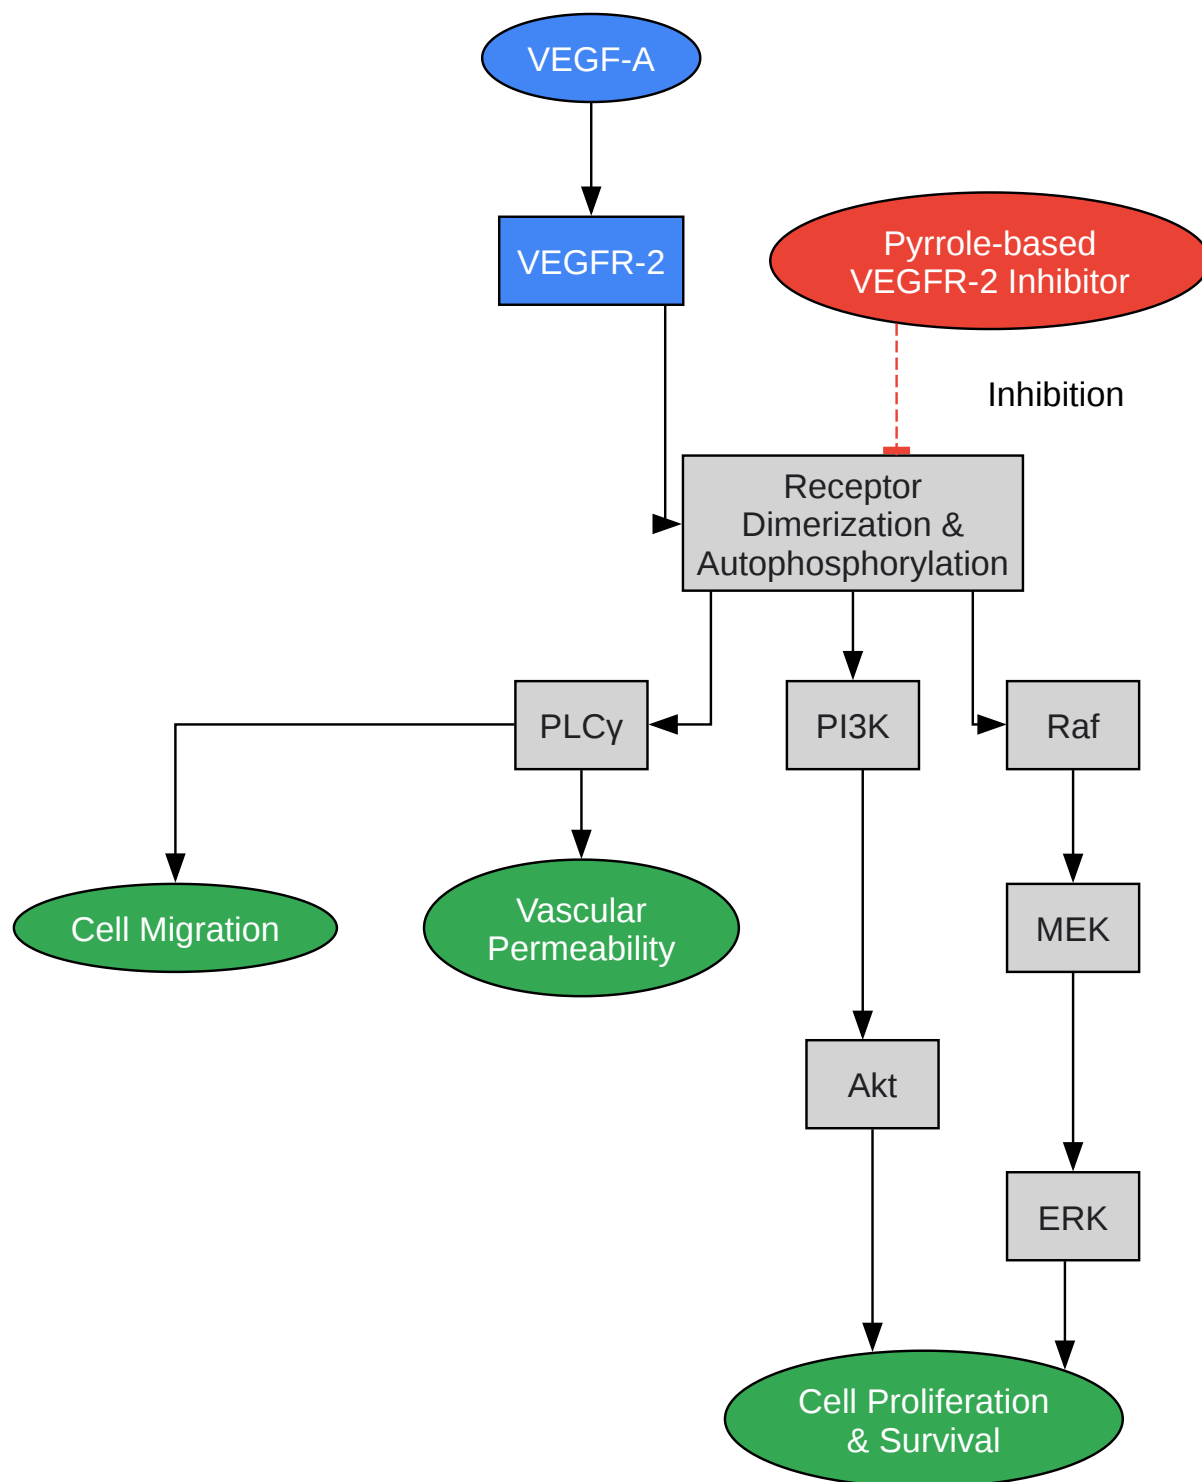 VEGF-A
VEGFR-2
Pyrrole-based
VEGFR-2 Inhibitor
Inhibition
Receptor
Dimerization &
Autophosphorylation
PLCγ
PI3K
Raf
Cell Migration
Vascular
Permeability
MEK
Akt
ERK
Cell Proliferation
& Survival